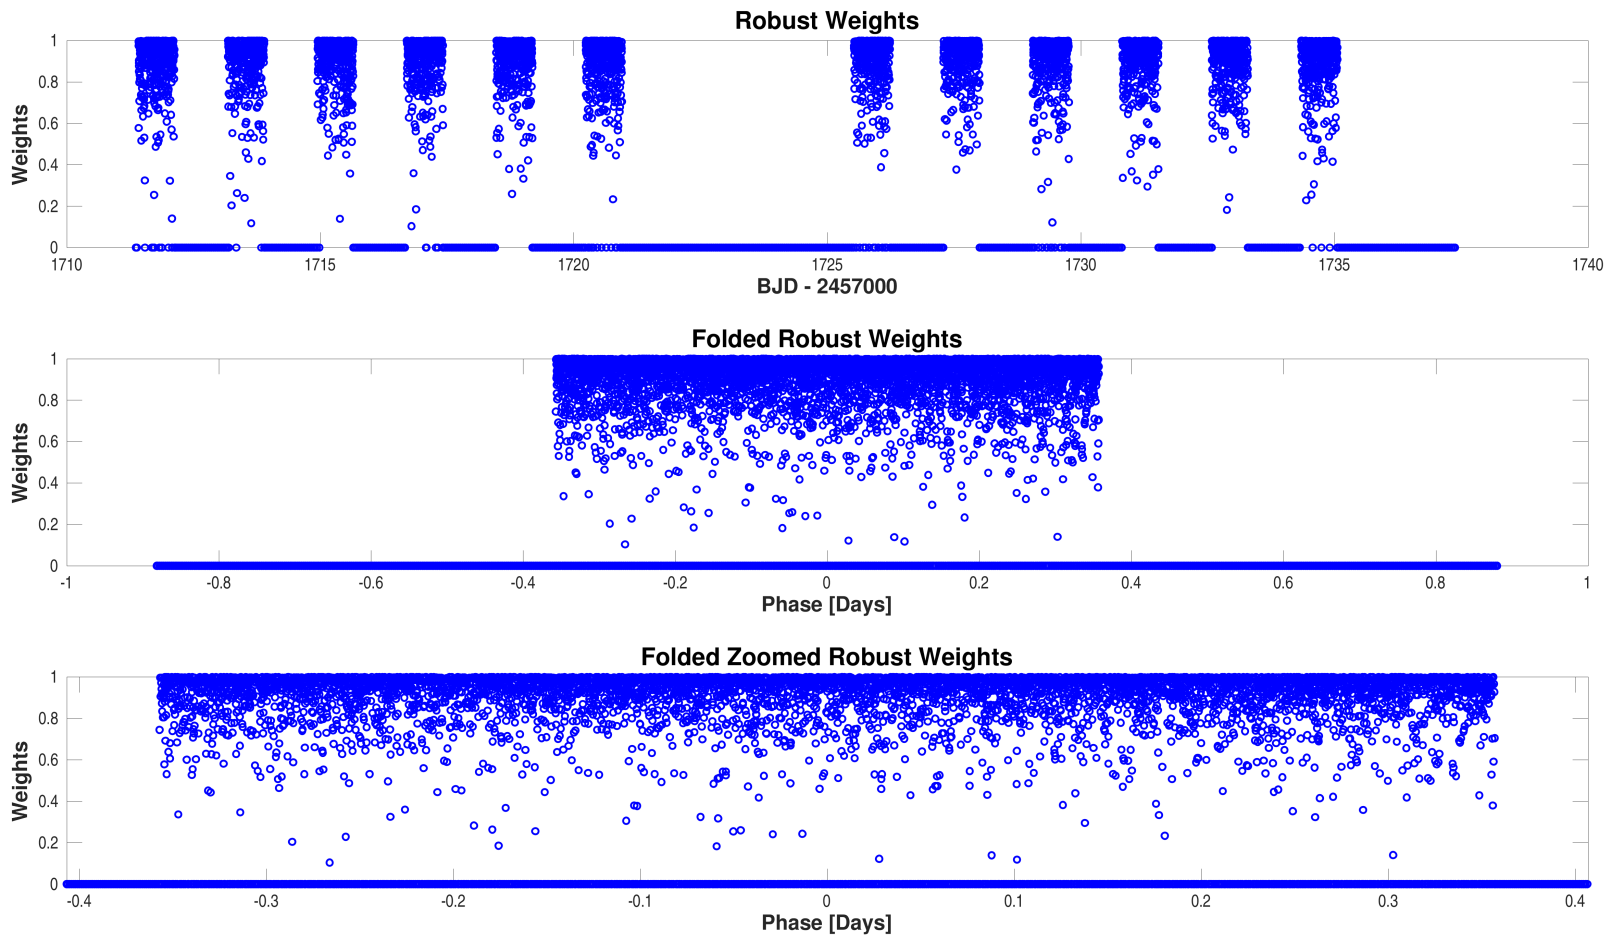 Robust Weights
Weights
1
0.8
0.6
0.4
0.2
0
1710 1715 1720 1725 1730 1735 1740
BJD - 2457000
Folded Robust Weights
Weights
1
0.8
0.6
0.4
0.2
0
-1 -0.8 -0.6 -0.4 -0.2 0 0.2 0.4 0.6 0.8 1
Phase [Days]
Folded Zoomed Robust Weights
Weights
1
0.8
0.6
0.4
0.2
0
-0.4 -0.3 -0.2 -0.1 0 0.1 0.2 0.3 0.4
Phase [Days]